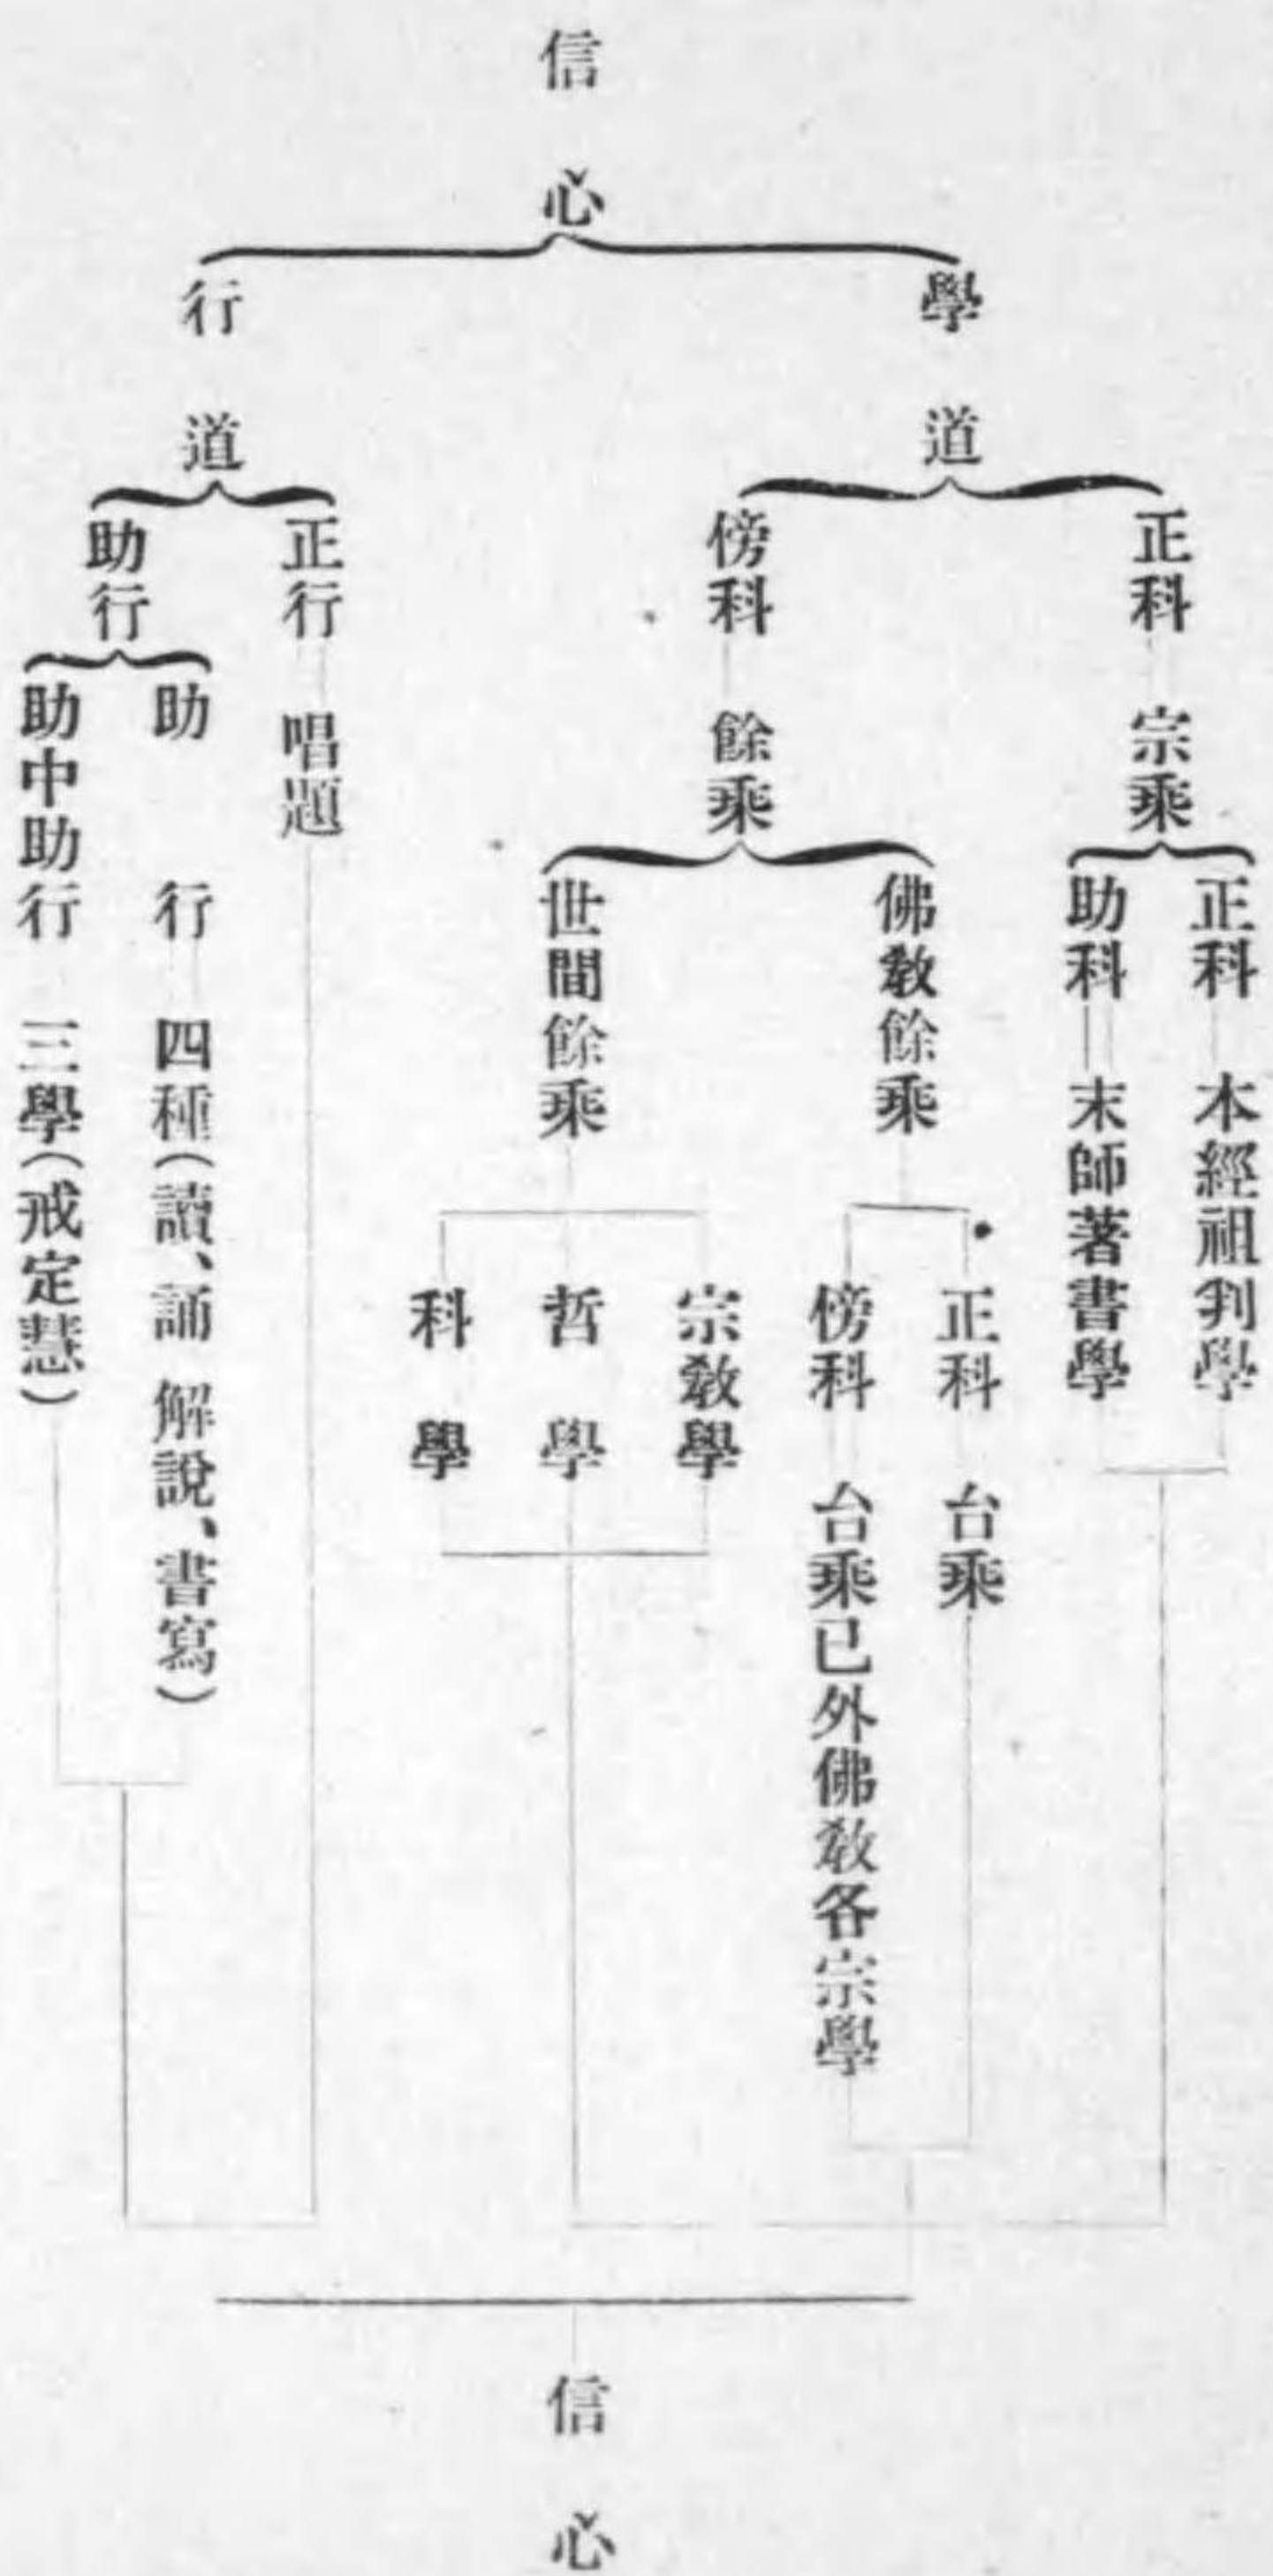 信心
學道
正科 宗乘
正科 本經祖判學
助科 末師著書學
傍科 餘乘
佛教餘乘
正科 台乘
傍科 台乘已外佛教各宗學
世間餘乘
宗教學
哲學
科學
行道
正行 唱題
助行
助行 四種(讀、誦 解說、書寫)
助中助行 三學(戒定慧)
信心